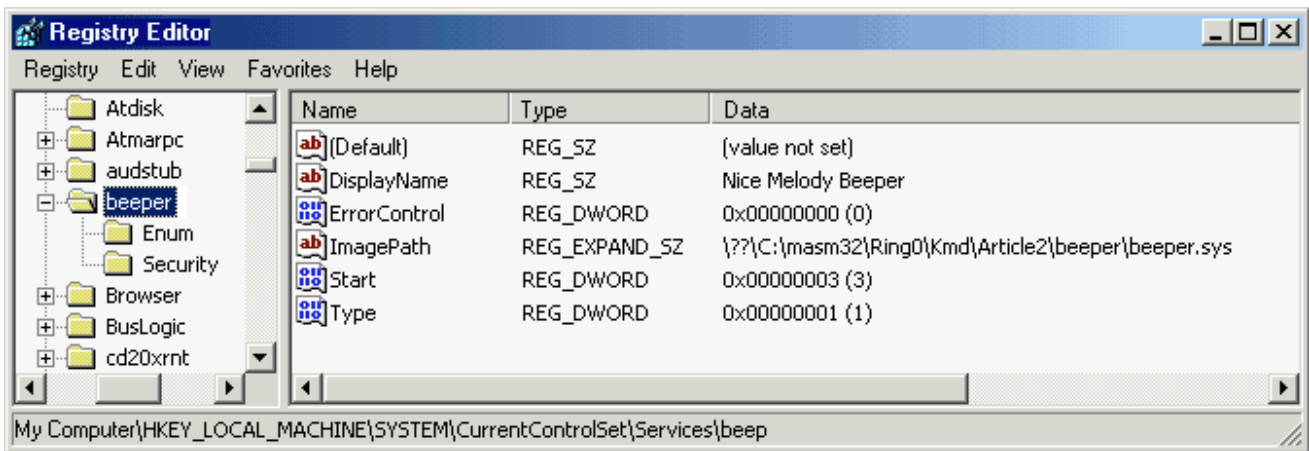 Registry Editor
Registry Edit View Favorites Help
Atdisk
Atmarpc
audstub
beeper
Enum
Security
Browser
BusLogic
cd20xrnt
Name Type Data
(Default) REG_SZ (value not set)
DisplayName REG_SZ Nice Melody Beeper
ErrorControl REG_DWORD 0x00000000 (0)
ImagePath REG_EXPAND_SZ \??\C:\masm32\Ring0\Kmd\Article2\beeper\beeper.sys
Start REG_DWORD 0x00000003 (3)
Type REG_DWORD 0x00000001 (1)
My Computer\HKEY_LOCAL_MACHINE\SYSTEM\CurrentControlSet\Services\beep